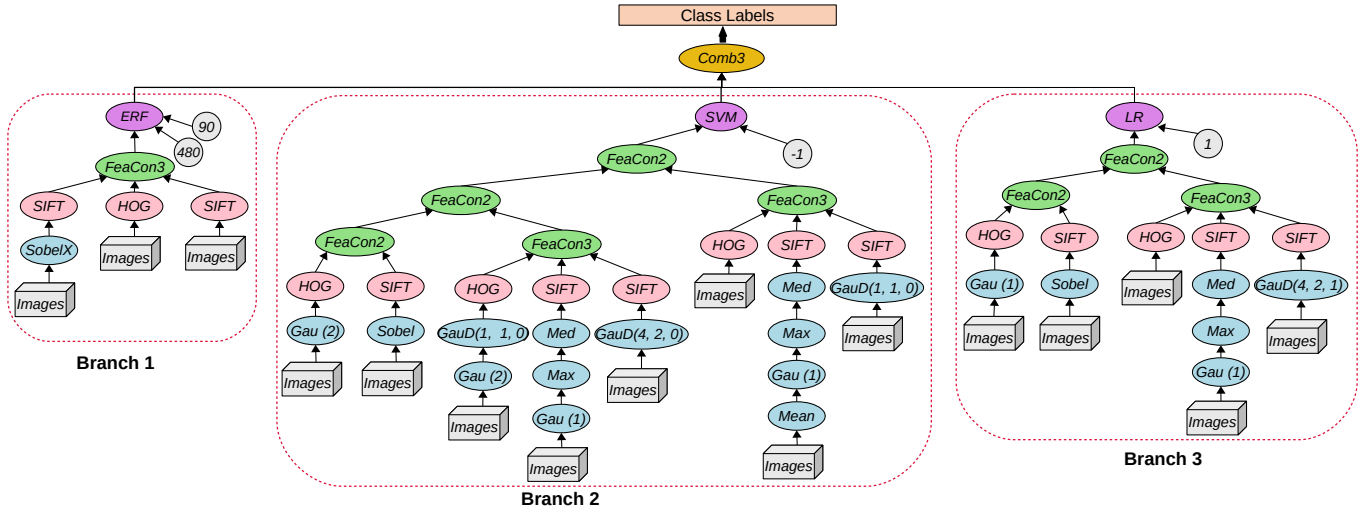 Class Labels
Comb3
ERF
90
480
FeaCon3
SIFT
HOG
SIFT
SobelX
Images
Images
Images
Branch 1
SVM
-1
FeaCon2
FeaCon2
FeaCon3
FeaCon2
FeaCon3
HOG
SIFT
SIFT
HOG
SIFT
HOG
SIFT
SIFT
Images
Med
GauD(1, 1, 0)
Gau (2)
Sobel
GauD(1, 1, 0)
Med
GauD(4, 2, 0)
Max
Images
Images
Images
Gau (2)
Max
Images
Gau (1)
Images
Gau (1)
Mean
Images
Images
Branch 2
LR
1
FeaCon2
FeaCon2
FeaCon3
HOG
SIFT
HOG
SIFT
SIFT
Gau (1)
Sobel
Images
Med
GauD(4, 2, 1)
Images
Images
Max
Images
Gau (1)
Images
Branch 3